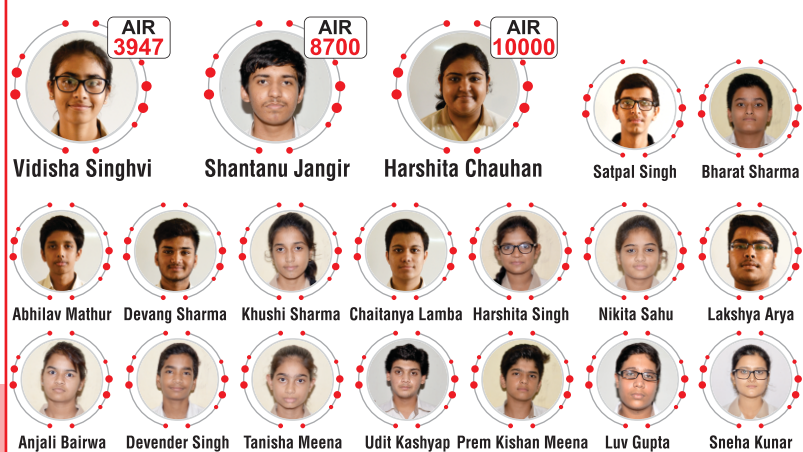 AIR
3947
AIR
8700
AIR
10000
Vidisha Singhvi
Shantanu Jangir
Harshita Chauhan
Satpal Singh
Bharat Sharma
Abhilav Mathur
Devang Sharma
Khushi Sharma
Chaitanya Lamba
Harshita Singh
Nikita Sahu
Lakshya Arya
Anjali Bairwa
Devender Singh
Tanisha Meena
Udit Kashyap
Prem Kishan Meena
Luv Gupta
Sneha Kunar